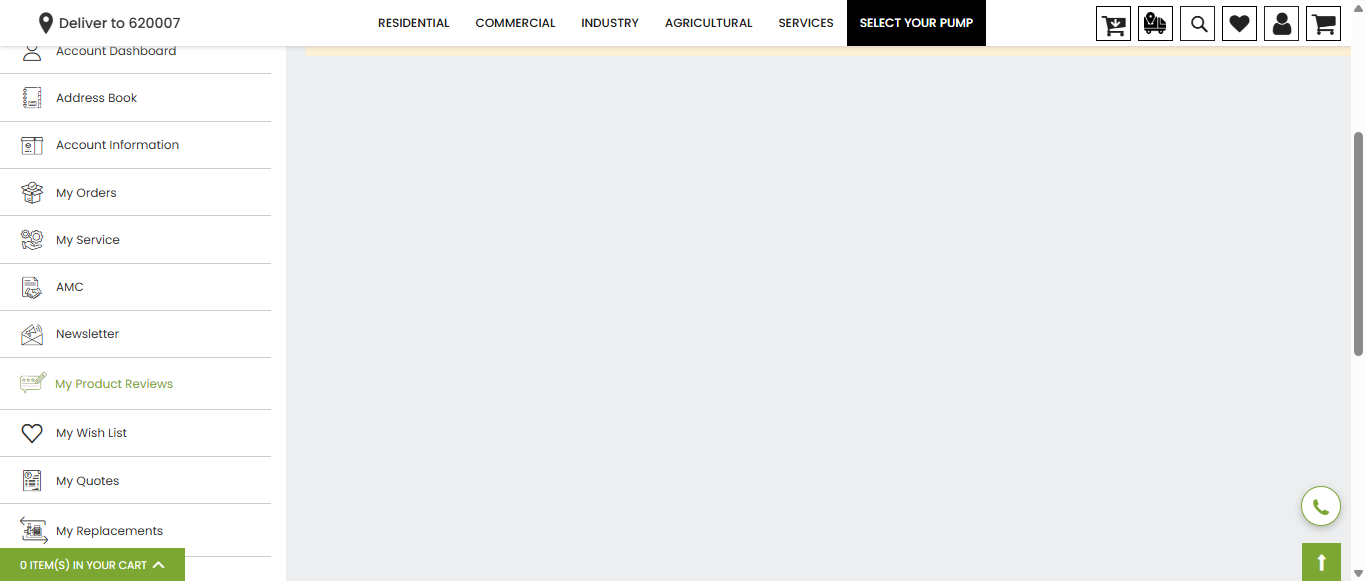 Deliver to 620007
RESIDENTIAL COMMERCIAL INDUSTRY AGRICULTURAL SERVICES SELECT YOUR PUMP
Account Dashboard
Address Book
Account Information
My Orders
My Service
AMC
Newsletter
My Product Reviews
My Wish List
My Quotes
My Replacements
0 ITEM(S) IN YOUR CART